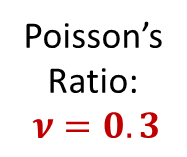 Poisson’s
Ratio:
𝝂 = 𝟎.𝟑